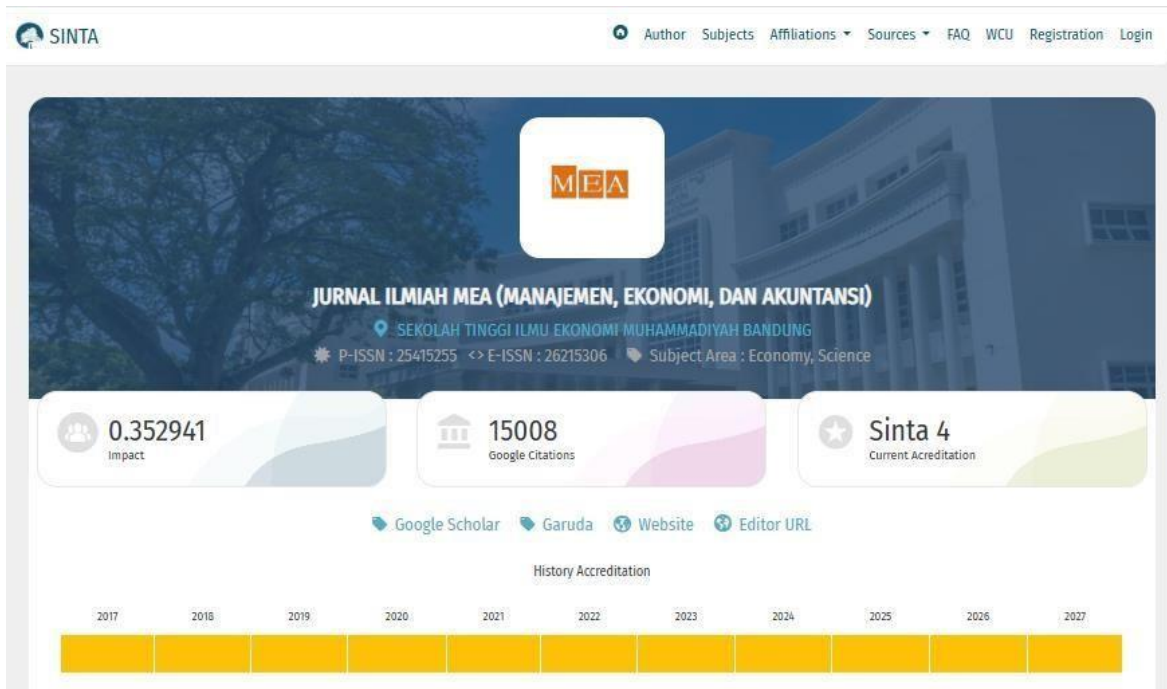 SINTA
Author Subjects Affiliations Sources FAQ WCU Registration Login
MEA
JURNAL ILMIAH MEA (MANAJEMEN, EKONOMI, DAN AKUNTANSI)
SEKOLAH TINGGI ILMU EKONOMI MUHAMMADIYAH BANDUNG
P-ISSN : 25415255 <> E-ISSN : 26215306 Subject Area : Economy, Science
0.352941
Impact
15008
Google Citations
Sinta 4
Current Acreditation
Google Scholar Garuda Website Editor URL
History Accreditation
2017 2018 2019 2020 2021 2022 2023 2024 2025 2026 2027